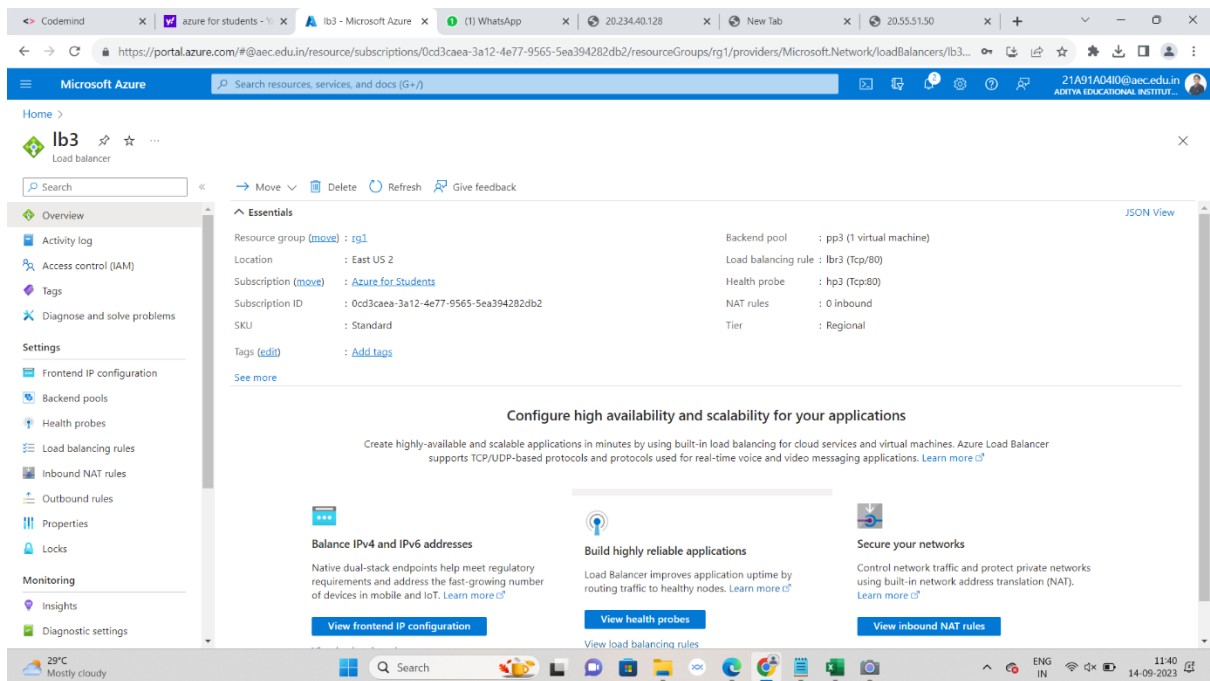 Codemind
azure for students - Y
lb3 - Microsoft Azure
(1) WhatsApp
20.234.40.128
New Tab
20.55.51.50
https://portal.azure.com/#@aec.edu.in/resource/subscriptions/0cd3caea-3a12-4e77-9565-5ea394282db2/resourceGroups/rg1/providers/Microsoft.Network/loadBalancers/lb3...
Microsoft Azure
Search resources, services, and docs (G+/)
2
21A91A04I0@aec.edu.in
ADITYA EDUCATIONAL INSTITUT...
Home >
lb3
Load balancer
Search
Move
Delete
Refresh
Give feedback
Overview
Activity log
Access control (IAM)
Tags
Diagnose and solve problems
Settings
Frontend IP configuration
Backend pools
Health probes
Load balancing rules
Inbound NAT rules
Outbound rules
Properties
Locks
Monitoring
Insights
Diagnostic settings
Essentials
JSON View
Resource group (move) : rg1
Location : East US 2
Subscription (move) : Azure for Students
Subscription ID : 0cd3caea-3a12-4e77-9565-5ea394282db2
SKU : Standard
Tags (edit) : Add tags
See more
Backend pool : pp3 (1 virtual machine)
Load balancing rule : lbr3 (Tcp/80)
Health probe : hp3 (Tcp:80)
NAT rules : 0 inbound
Tier : Regional
Configure high availability and scalability for your applications
Create highly-available and scalable applications in minutes by using built-in load balancing for cloud services and virtual machines. Azure Load Balancer
supports TCP/UDP-based protocols and protocols used for real-time voice and video messaging applications. Learn more
Balance IPv4 and IPv6 addresses
Native dual-stack endpoints help meet regulatory
requirements and address the fast-growing number
of devices in mobile and IoT. Learn more
View frontend IP configuration
Build highly reliable applications
Load Balancer improves application uptime by
routing traffic to healthy nodes. Learn more
View health probes
View load balancing rules
Secure your networks
Control network traffic and protect private networks
using built-in network address translation (NAT).
Learn more
View inbound NAT rules
29°C
Mostly cloudy
Search
ENG
IN
11:40
14-09-2023